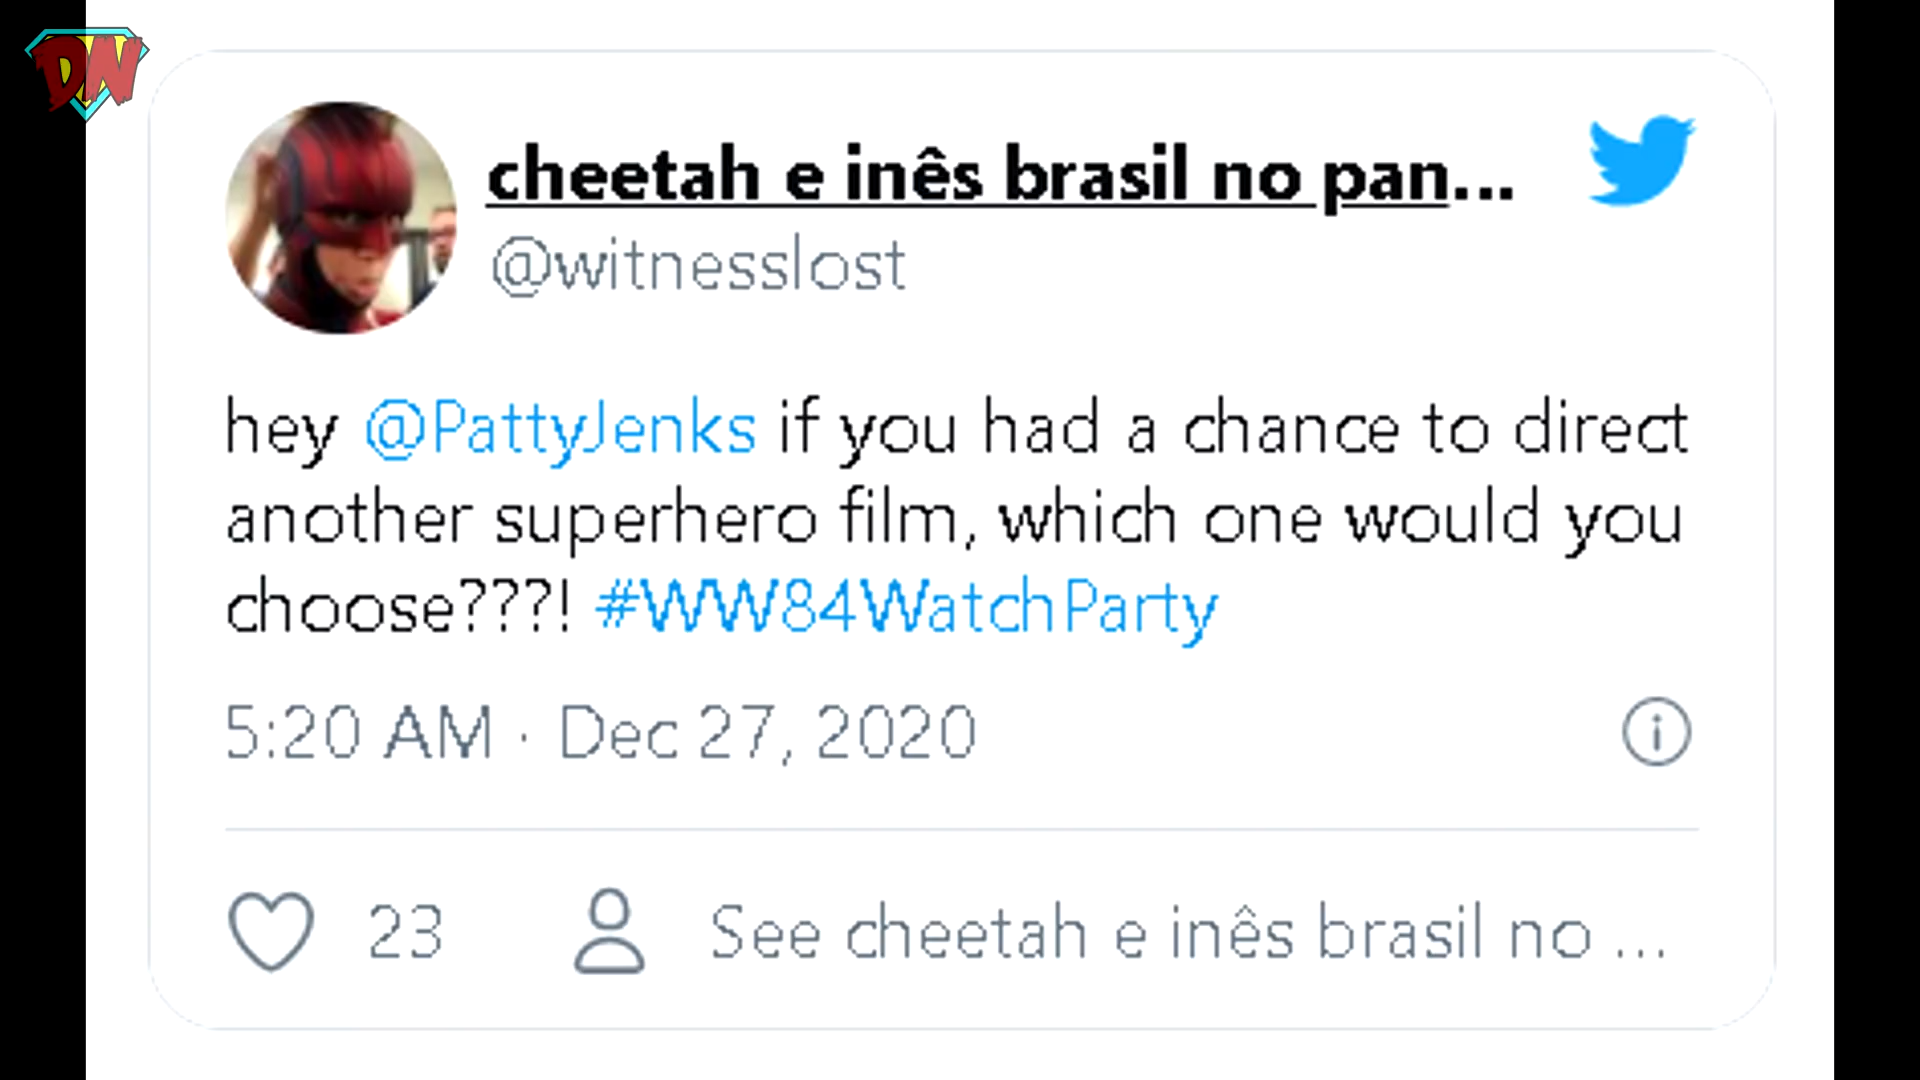 DN
cheetah e inês brasil no pan...
@witnesslost
hey @PattyJenks if you had a chance to direct
another superhero film, which one would you
choose???! #WW84WatchParty
5:20 AM · Dec 27, 2020
23
See cheetah e inês brasil no ...